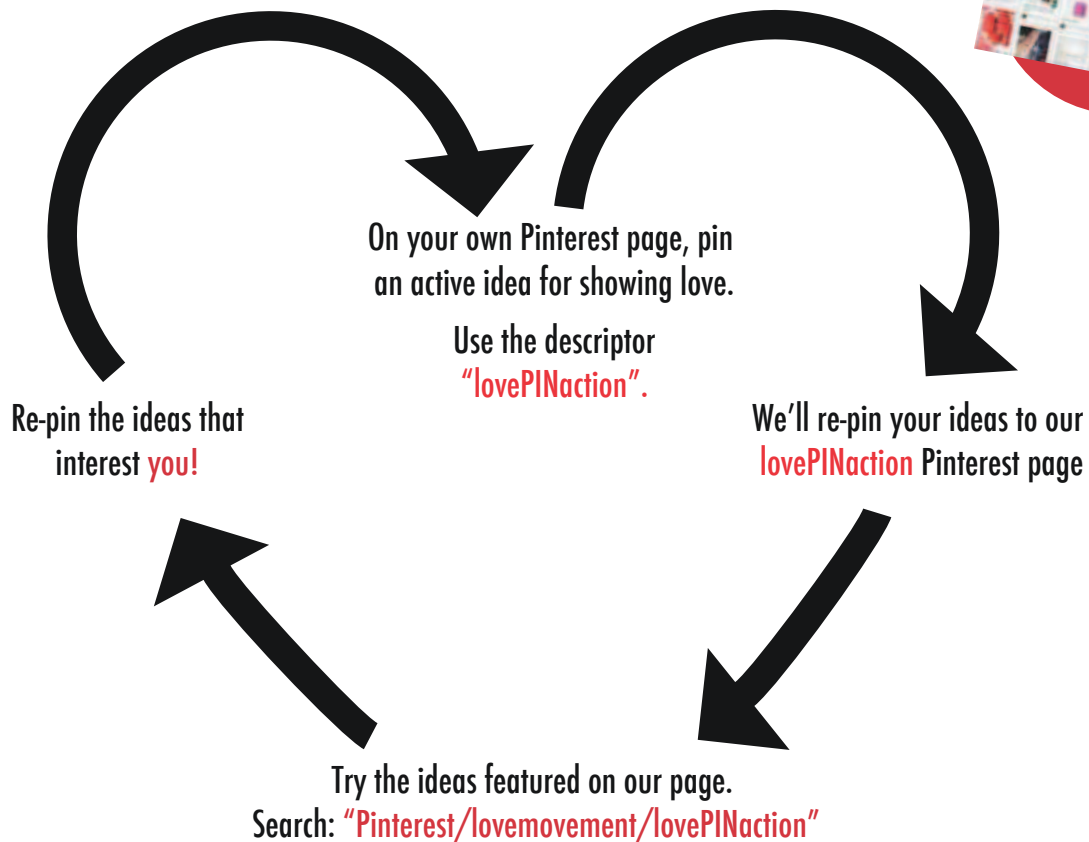 On your own Pinterest page, pin
an active idea for showing love.
Use the descriptor
“lovePINaction”.
We’ll re-pin your ideas to our
lovePINaction Pinterest page
Try the ideas featured on our page.
Search: “Pinterest/lovemovement/lovePINaction”
Re-pin the ideas that
interest you!